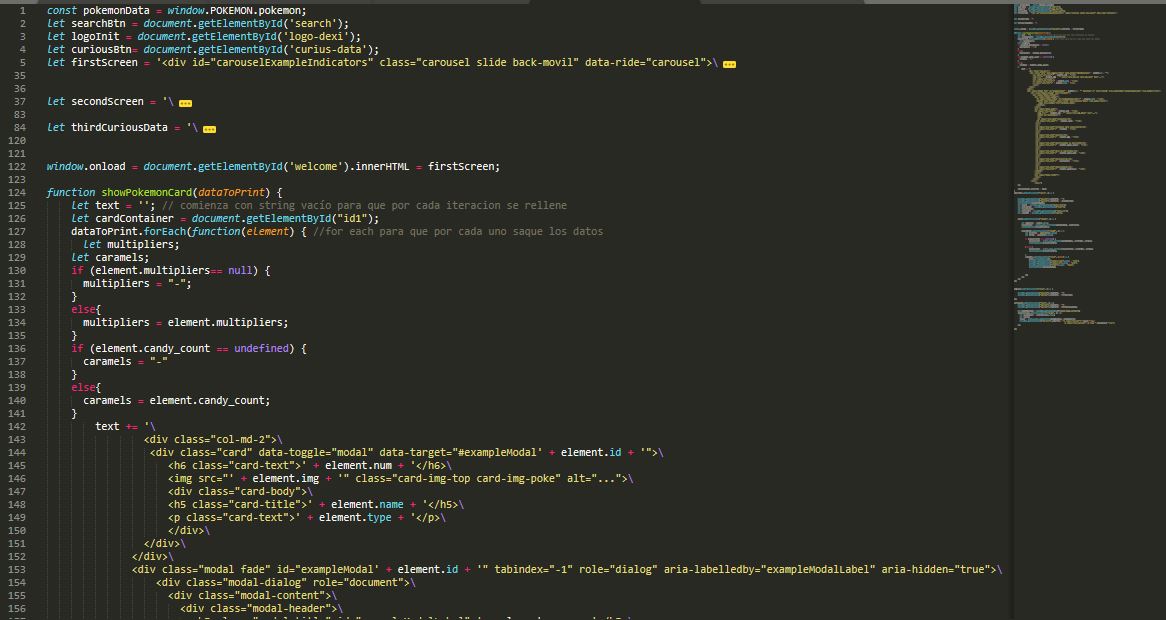 1 const pokemonData = window.POKEMON.pokemon;
2 let searchBtn = document.getElementById('search');
3 let logoInit = document.getElementById('logo-dexi');
4 let curiousBtn= document.getElementById('curius-data');
5 let firstScreen = '<div id="carouselExampleIndicators" class="carousel slide back-movil" data-ride="carousel">\
35
36
37 let secondScreen = '\
83
84 let thirdCuriousData = '\
120
121
122 window.onload = document.getElementById('welcome').innerHTML = firstScreen;
123
124 function showPokemonCard(dataToPrint) {
125 let text = ''; // comienza con string vacío para que por cada iteracion se rellene
126 let cardContainer = document.getElementById("id1");
127 dataToPrint.forEach(function(element) { //for each para que por cada uno saque los datos
128 let multipliers;
129 let caramels;
130 if (element.multipliers== null) {
131 multipliers = "-";
132 }
133 else{
134 multipliers = element.multipliers;
135 }
136 if (element.candy_count == undefined) {
137 caramels = "-"
138 }
139 else{
140 caramels = element.candy_count;
141 }
142 text += '\
143 <div class="col-md-2">\
144 <div class="card" data-toggle="modal" data-target="#exampleModal' + element.id + '">\
145 <h6 class="card-text">' + element.num + '</h6>\
146 <img src="' + element.img + '" class="card-img-top card-img-poke" alt="...">\
147 <div class="card-body">\
148 <h5 class="card-title">' + element.name + '</h5>\
149 <p class="card-text">' + element.type + '</p>\
150 </div>\
151 </div>\
152 </div>\
153 <div class="modal fade" id="exampleModal' + element.id + '" tabindex="-1" role="dialog" aria-labelledby="exampleModalLabel" aria-hidden="true">\
154 <div class="modal-dialog" role="document">\
155 <div class="modal-content">\
156 <div class="modal-header">\